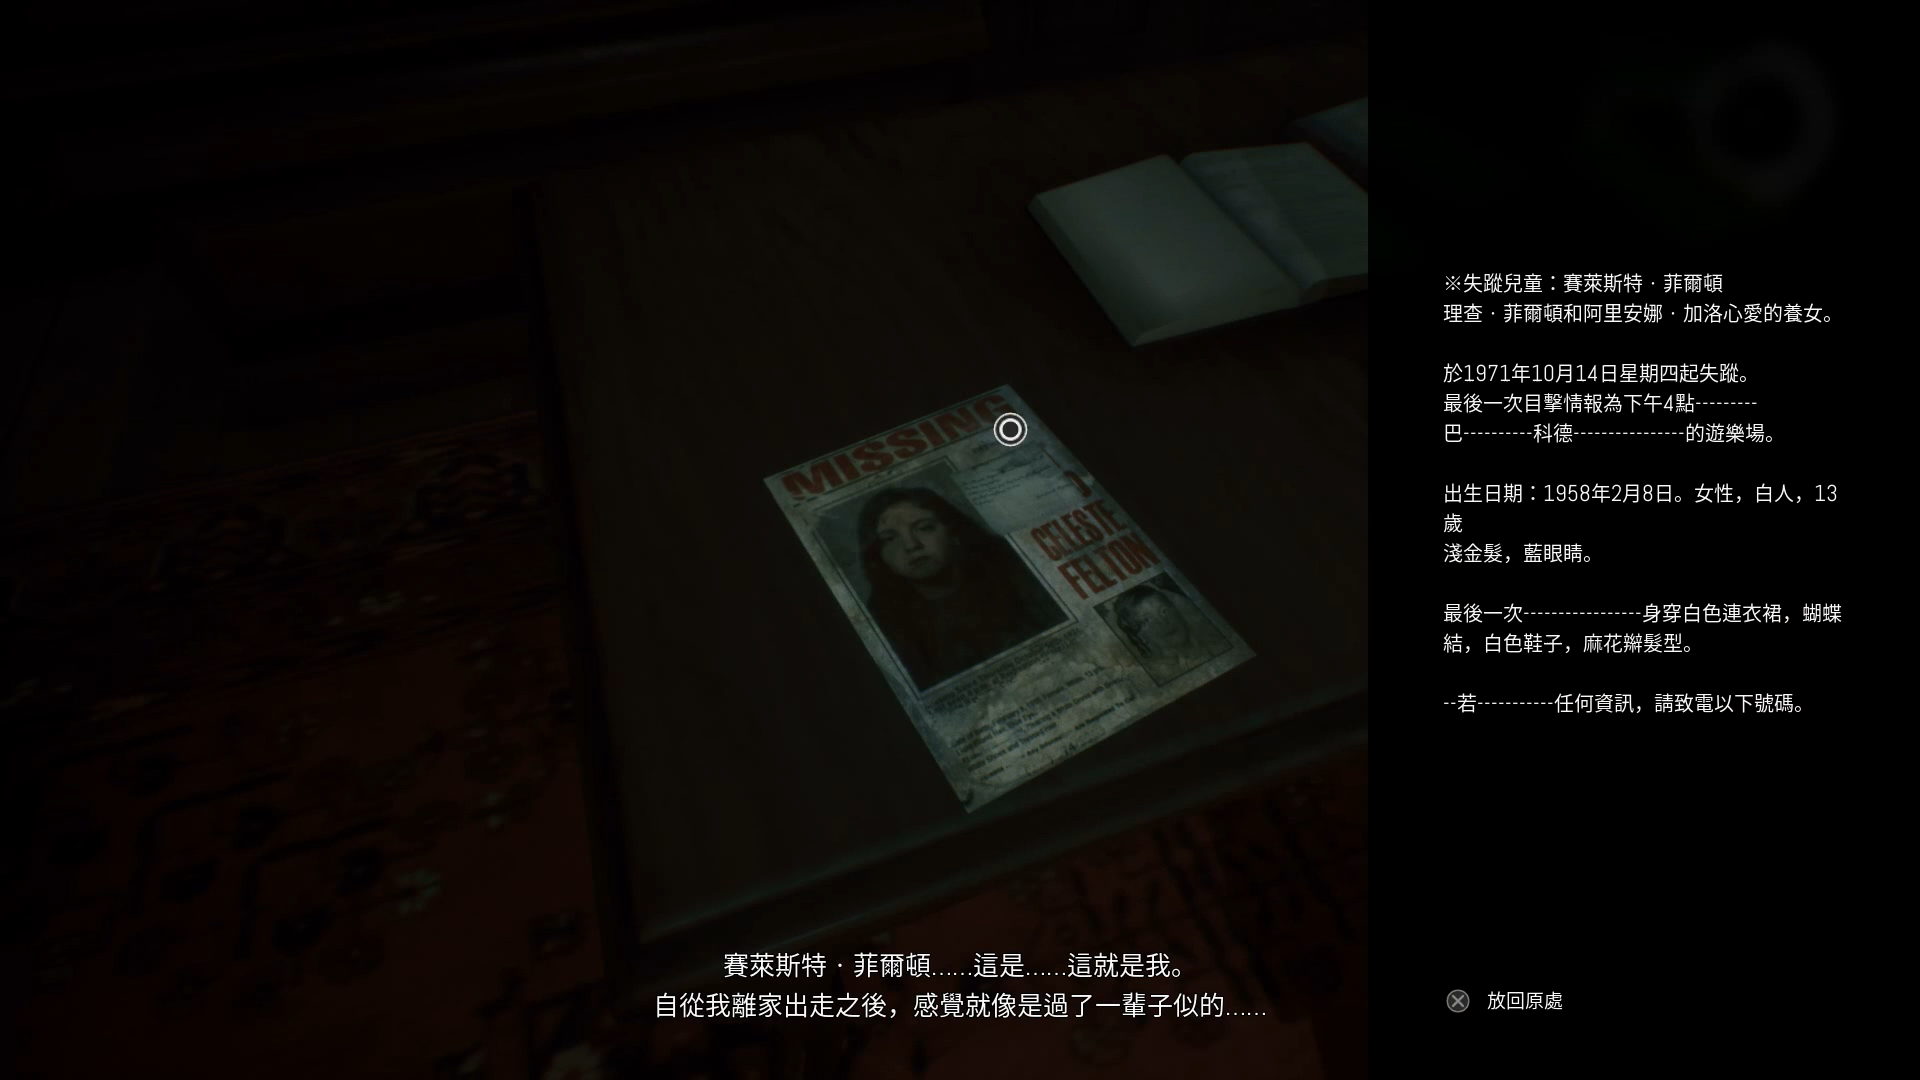 MISSING
CELESTE
FELTON
※失蹤兒童：賽萊斯特·菲爾頓
理查·菲爾頓和阿里安娜·加洛心愛的養女。
於1971年10月14日星期四起失蹤。
最後一次目擊情報為下午4點---------
巴----------科德----------------的遊樂場。
出生日期：1958年2月8日。女性，白人，13
歲
淺金髮，藍眼睛。
最後一次-----------------身穿白色連衣裙，蝴蝶
結，白色鞋子，麻花辮髮型。
--若-----------任何資訊，請致電以下號碼。
賽萊斯特·菲爾頓......這是......這就是我。
自從我離家出走之後，感覺就像是過了一輩子似的......
放回原處